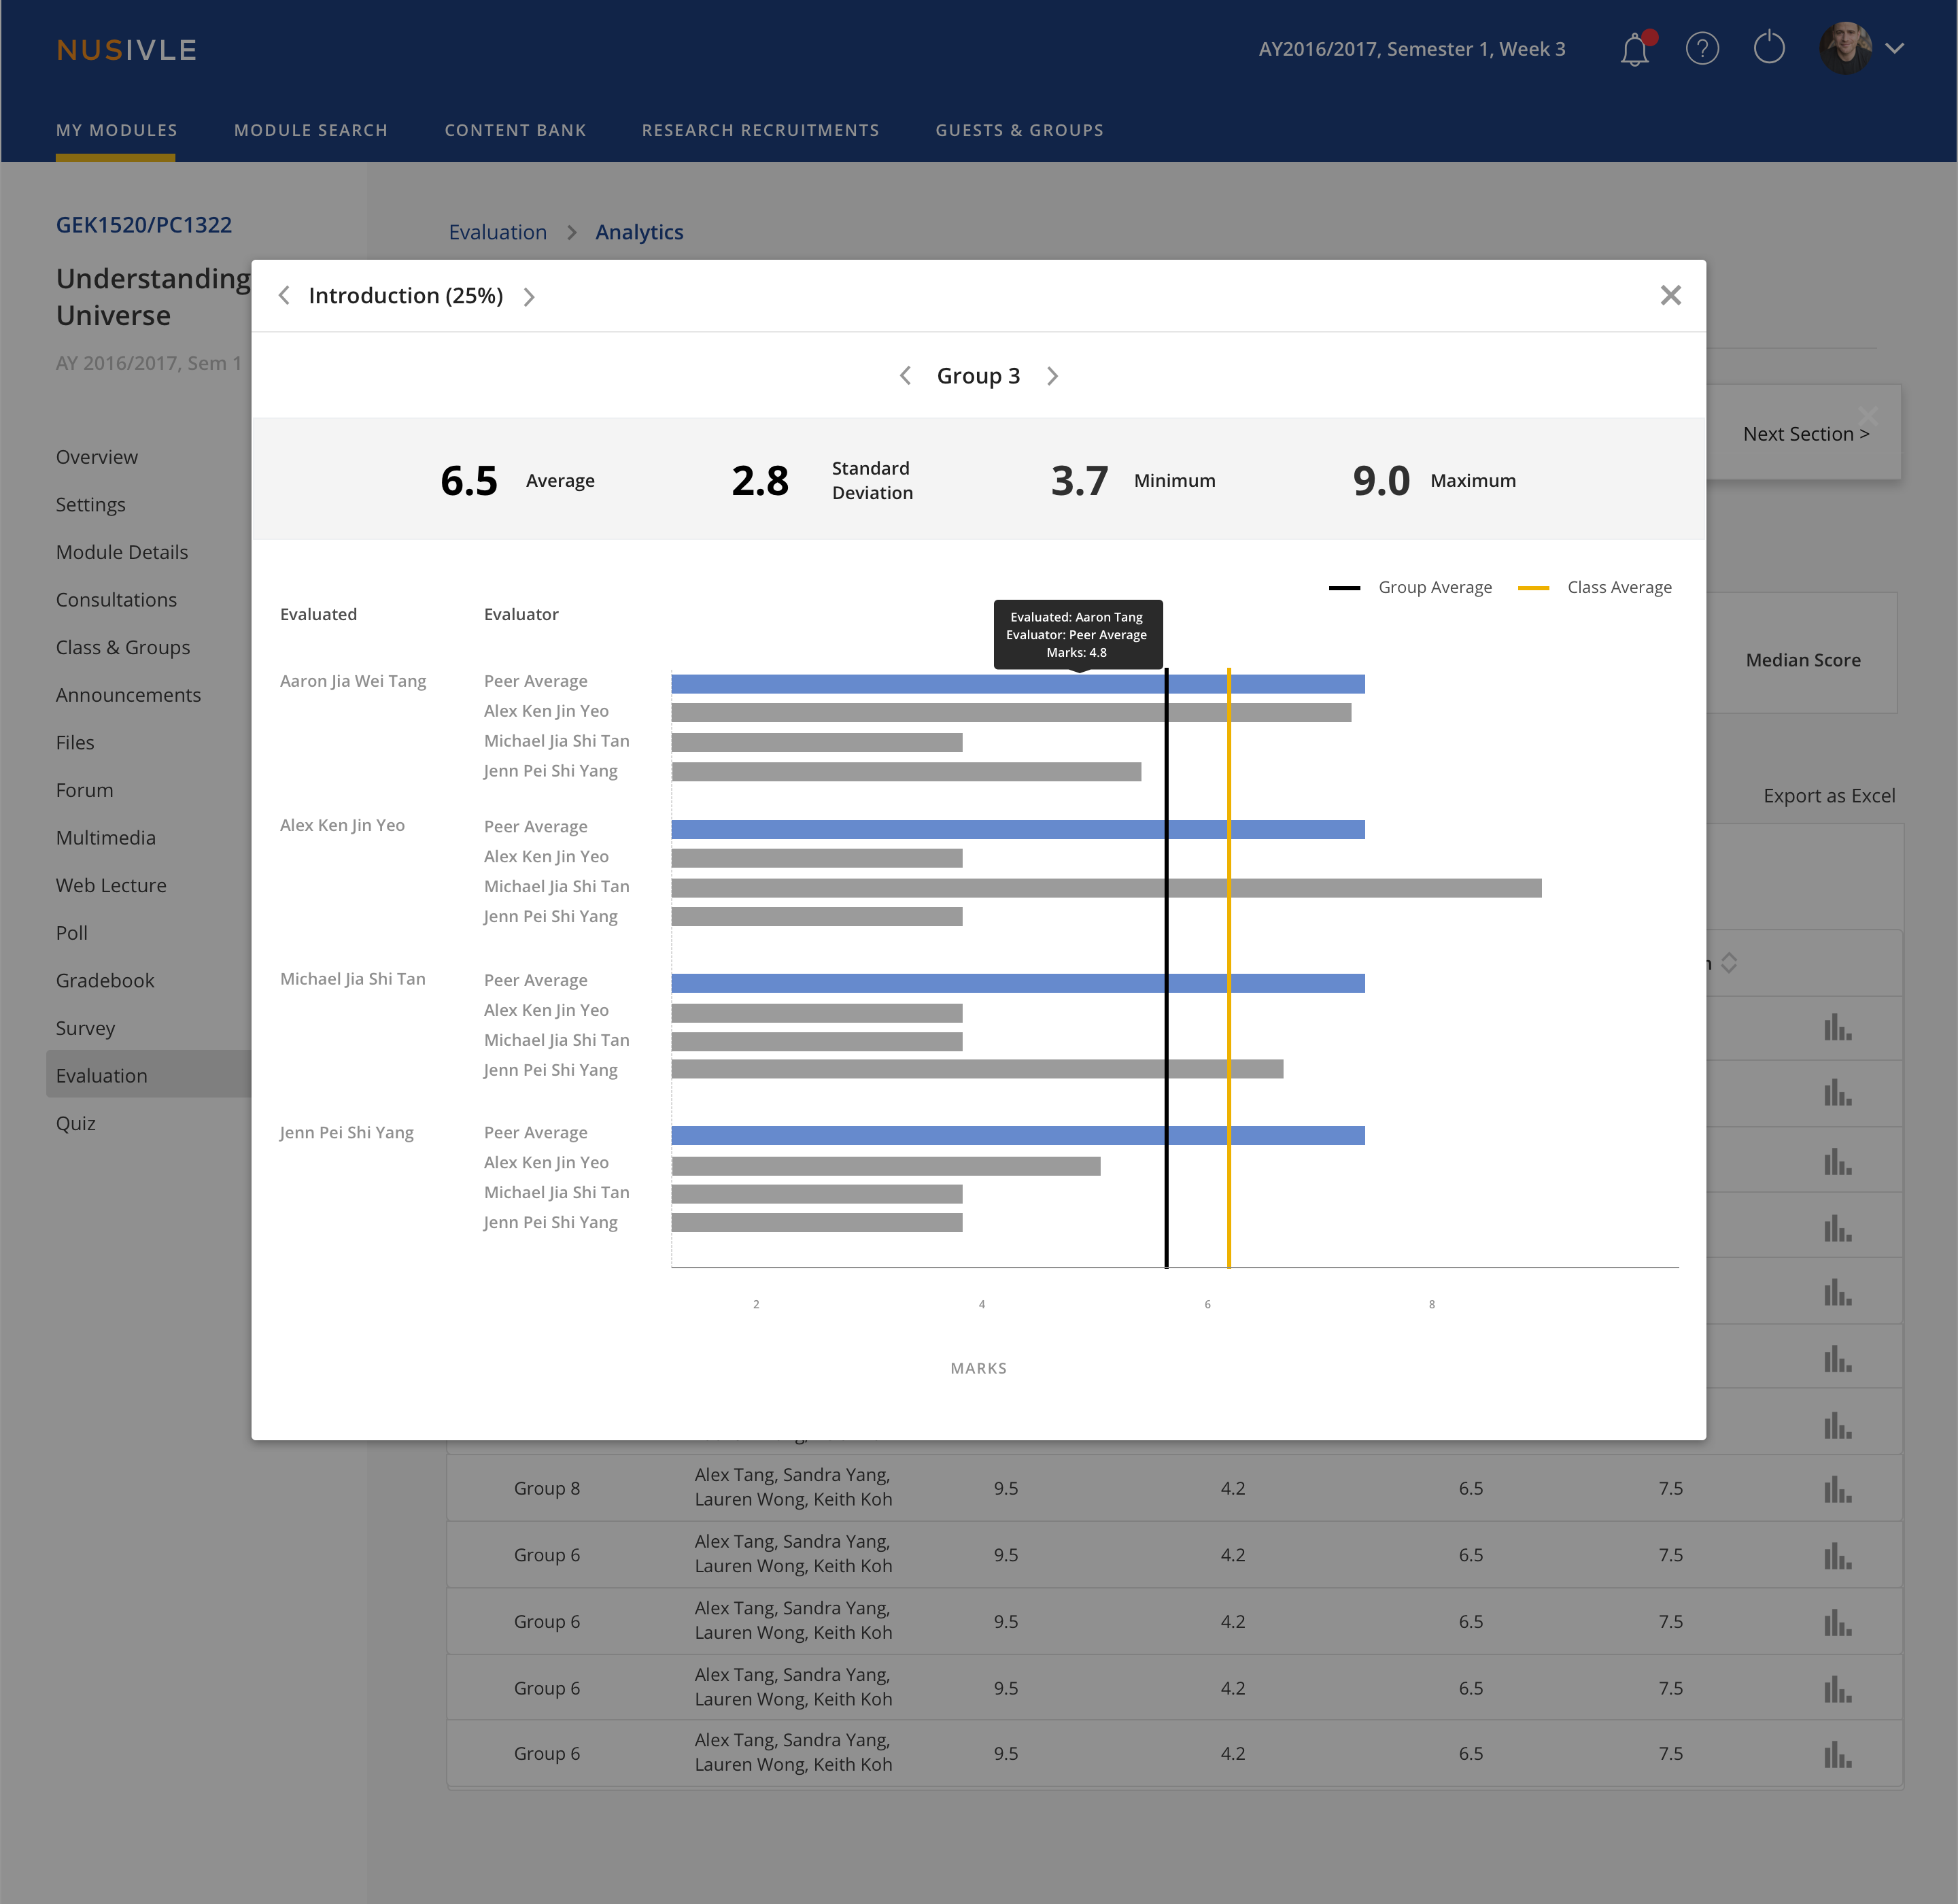 NUSIVLE
AY2016/2017, Semester 1, Week 3
MY MODULES
MODULE SEARCH
CONTENT BANK
RESEARCH RECRUITMENTS
GUESTS & GROUPS
GEK1520/PC1322
Understanding
Universe
AY 2016/2017, Sem 1
Overview
Settings
Module Details
Consultations
Class & Groups
Announcements
Files
Forum
Multimedia
Web Lecture
Poll
Gradebook
Survey
Evaluation
Quiz
Evaluation > Analytics
Next Section >
Median Score
Export as Excel
Introduction (25%)
Group 3
6.5 Average
2.8 Standard
Deviation
3.7 Minimum
9.0 Maximum
Group Average
Class Average
Evaluated
Evaluator
Evaluated: Aaron Tang
Evaluator: Peer Average
Marks: 4.8
Aaron Jia Wei Tang
Peer Average
Alex Ken Jin Yeo
Michael Jia Shi Tan
Jenn Pei Shi Yang
Alex Ken Jin Yeo
Peer Average
Alex Ken Jin Yeo
Michael Jia Shi Tan
Jenn Pei Shi Yang
Michael Jia Shi Tan
Peer Average
Alex Ken Jin Yeo
Michael Jia Shi Tan
Jenn Pei Shi Yang
Jenn Pei Shi Yang
Peer Average
Alex Ken Jin Yeo
Michael Jia Shi Tan
Jenn Pei Shi Yang
2 4 6 8
MARKS
Group 8
Alex Tang, Sandra Yang,
Lauren Wong, Keith Koh
9.5 4.2 6.5 7.5
Group 6
Alex Tang, Sandra Yang,
Lauren Wong, Keith Koh
9.5 4.2 6.5 7.5
Group 6
Alex Tang, Sandra Yang,
Lauren Wong, Keith Koh
9.5 4.2 6.5 7.5
Group 6
Alex Tang, Sandra Yang,
Lauren Wong, Keith Koh
9.5 4.2 6.5 7.5
Group 6
Alex Tang, Sandra Yang,
Lauren Wong, Keith Koh
9.5 4.2 6.5 7.5